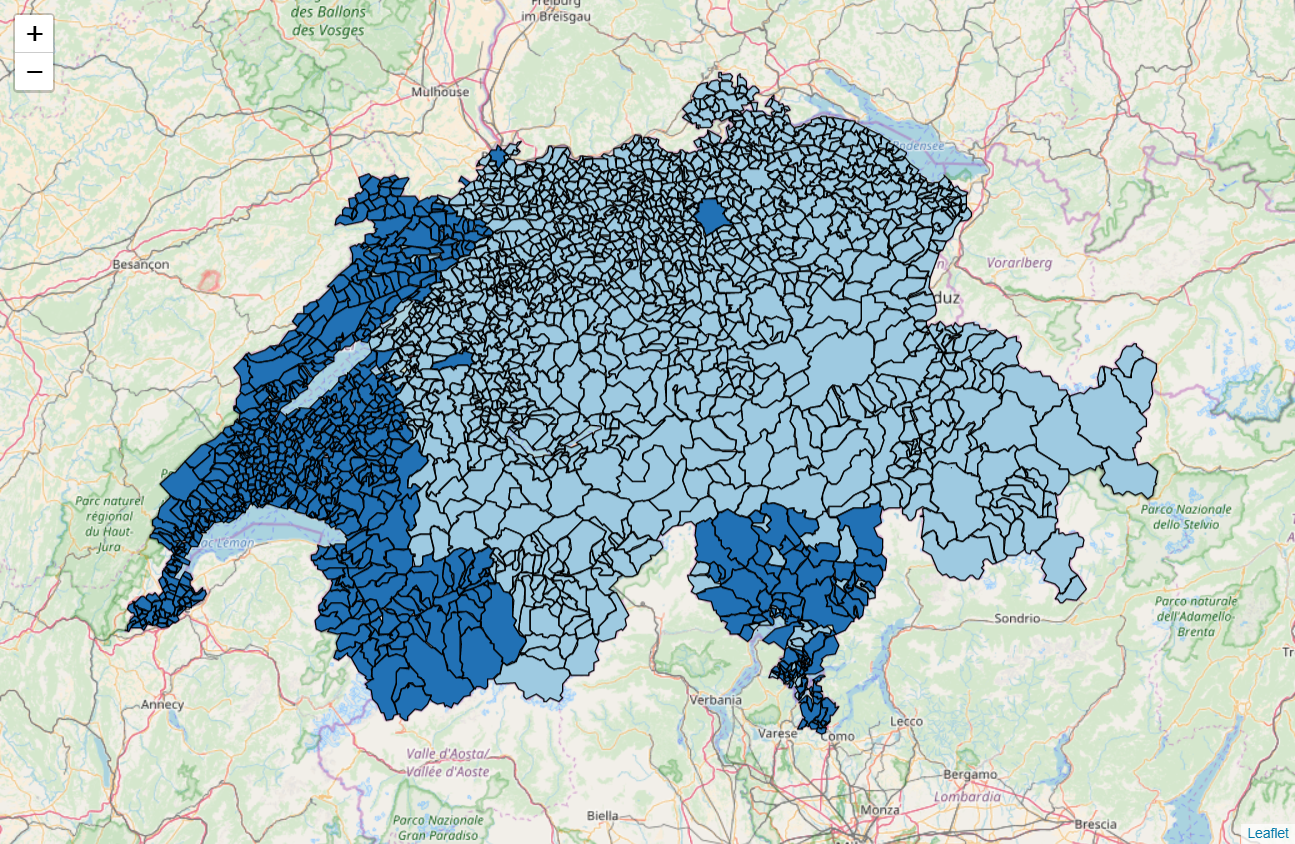 +
−
des Ballons
des Vosges
Freiburg
im Breisgau
Mulhouse
Bodensee
Besançon
Vorarlberg
duz
Parc naturel
régional
du Haut-
Jura
Lac Léman
Parco Nazionale
dello Stelvio
Parco naturale
dell'Adamello-
Brenta
Sondrio
Annecy
Verbania
Lecco
Varese
Como
Valle d'Aosta/
Vallée d'Aoste
Bergamo
Lombardia
Biella
Monza
Parco Nazionale
Gran Paradiso
Brescia
Leaflet